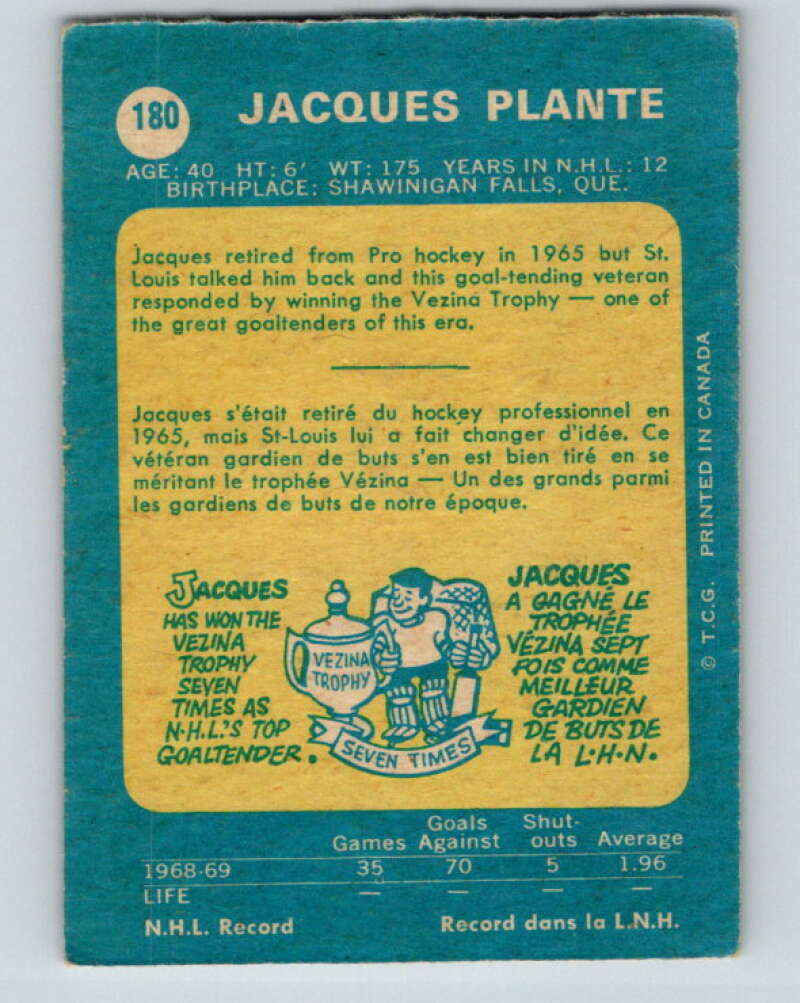 180 JACQUES PLANTE
AGE: 40 HT: 6' WT: 175 YEARS IN N.H.L.: 12
BIRTHPLACE: SHAWINIGAN FALLS, QUE.
Jacques retired from Pro hockey in 1965 but St.
Louis talked him back and this goal-tending veteran
responded by winning the Vezina Trophy — one of
the great goaltenders of this era.
Jacques s'était retiré du hockey professionnel en
1965, mais St-Louis lui a fait changer d'idée. Ce
vétéran gardien de buts s'en est bien tiré en se
méritant le trophée Vézina — Un des grands parmi
les gardiens de buts de notre époque.
JACQUES
HAS WON THE
VEZINA
TROPHY
SEVEN
TIMES AS
N.H.L.'S TOP
GOALTENDER.
VEZINA
TROPHY
SEVEN TIMES
JACQUES
A GAGNÉ LE
TROPHÉE
VÉZINA SEPT
FOIS COMME
MEILLEUR
GARDIEN
DE BUTS DE
LA L.H.N.
© T.C.G. PRINTED IN CANADA
Goals Shut-
Games Against outs Average
1968-69 35 70 5 1.96
LIFE — — — —
N.H.L. Record Record dans la L.N.H.